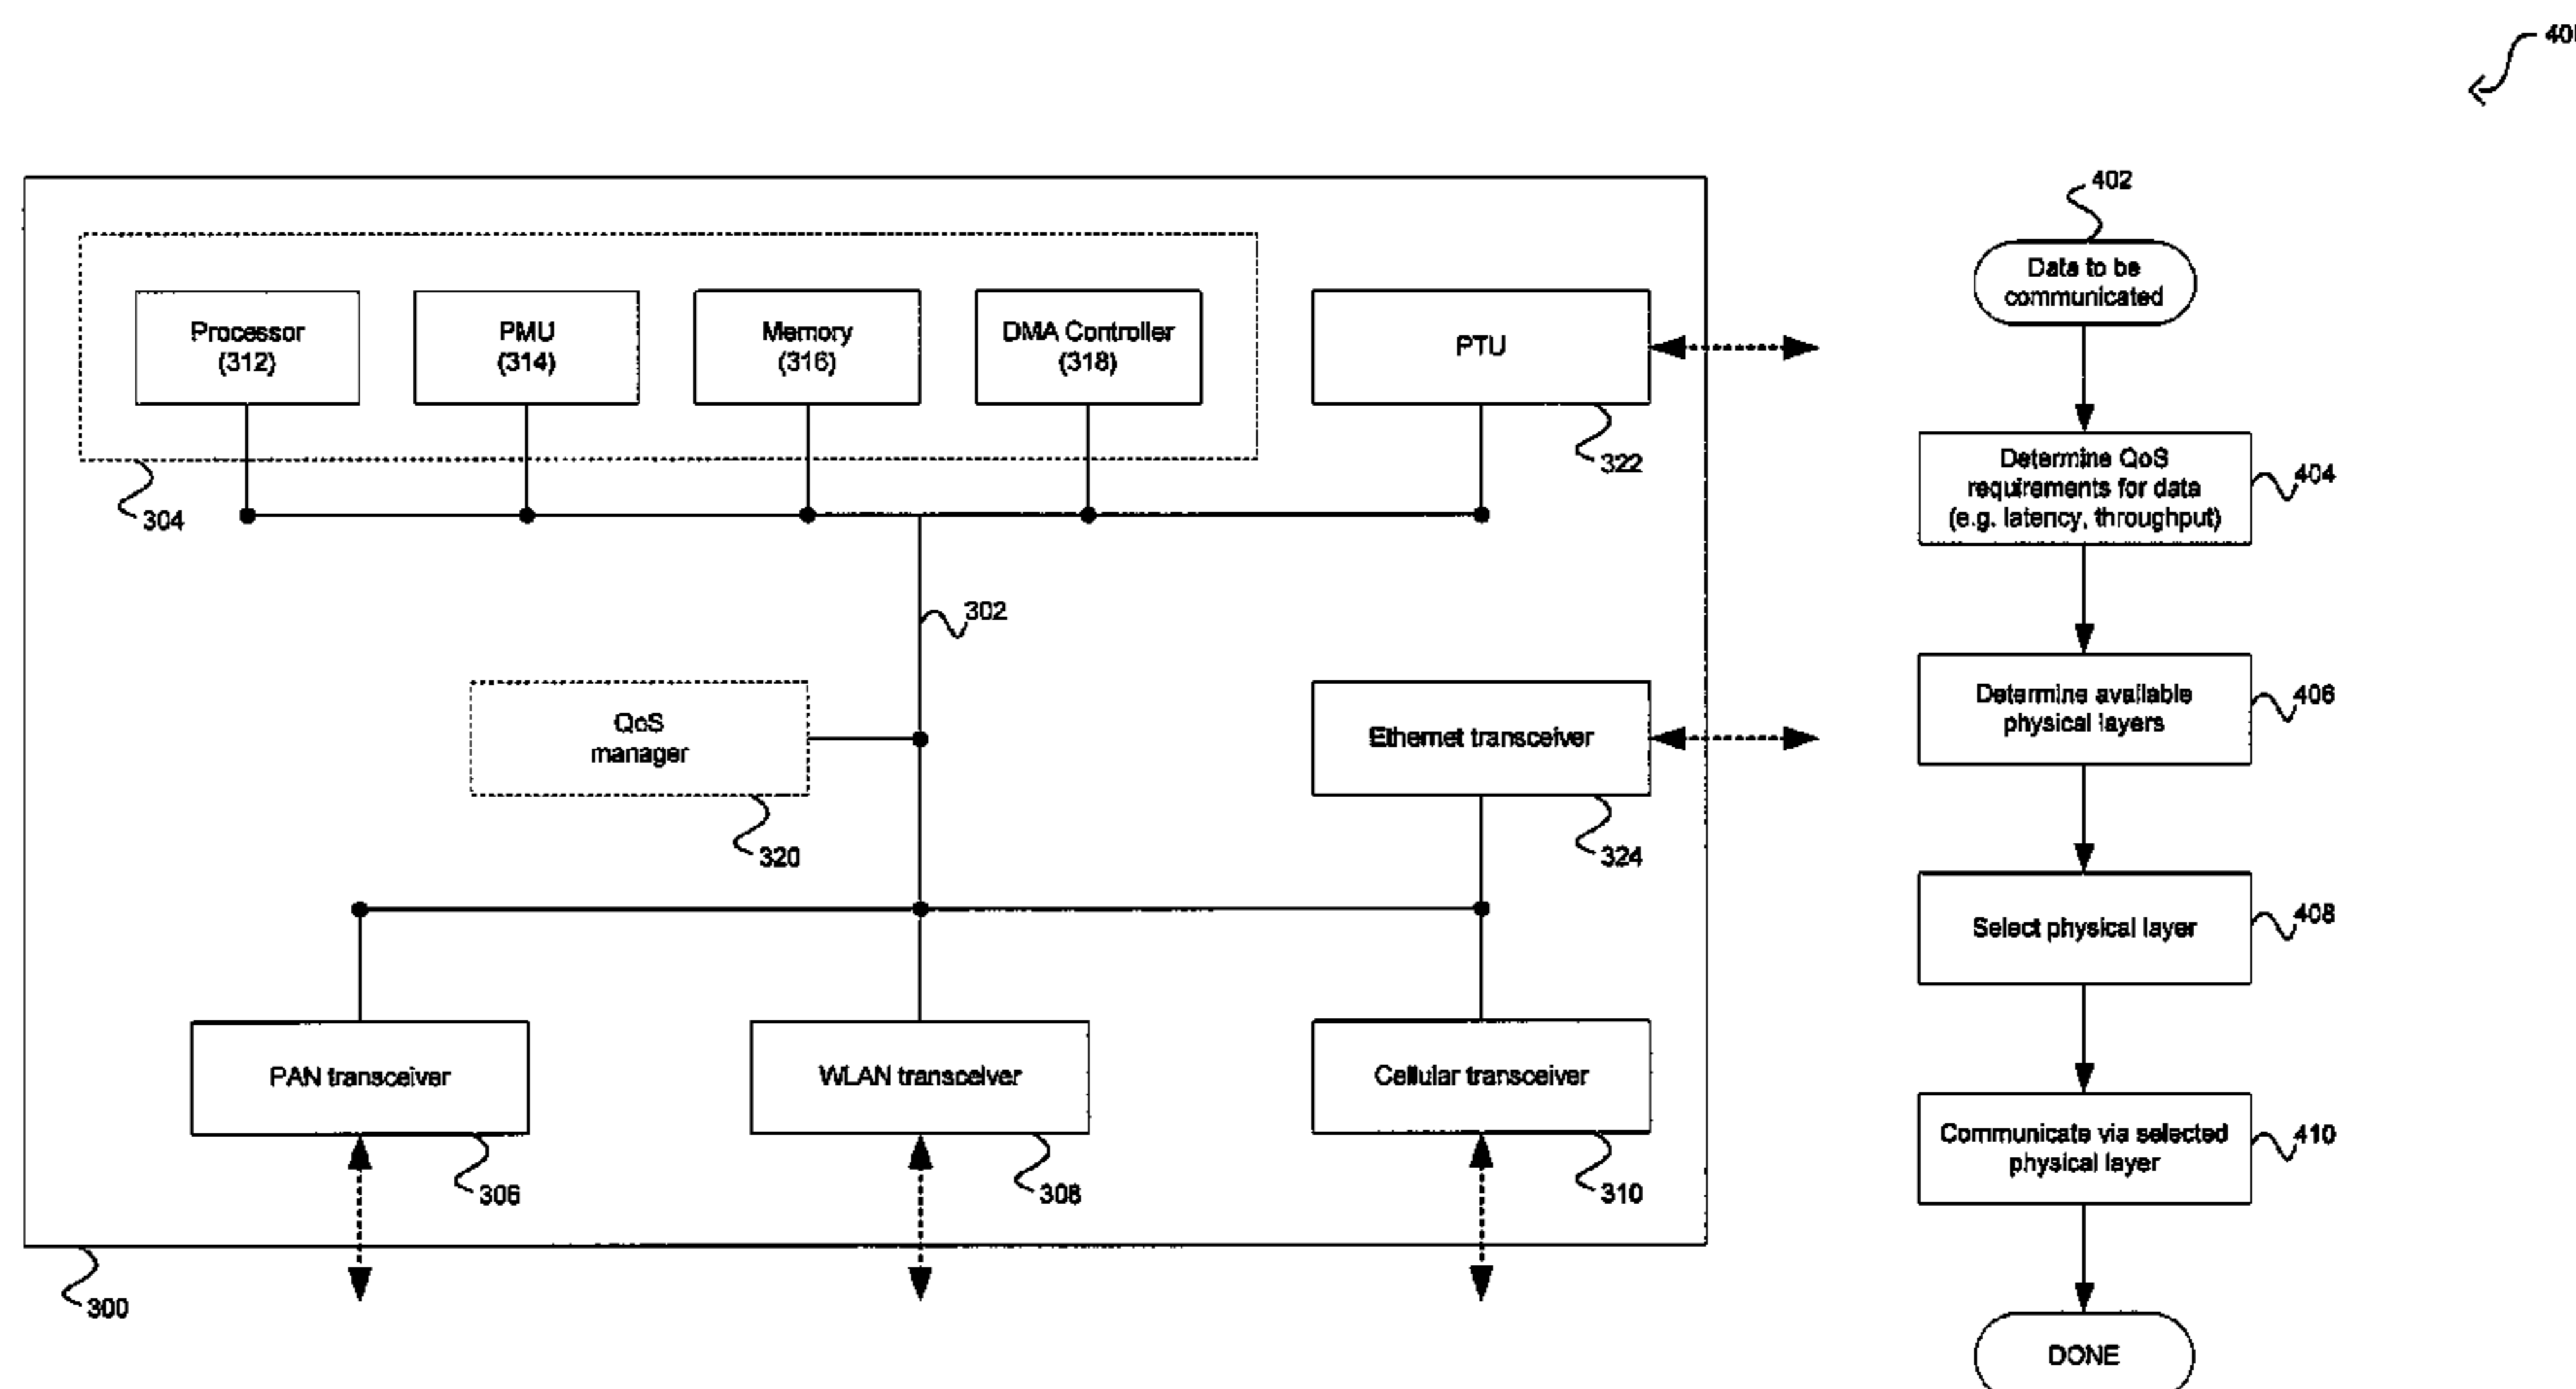 Processor
(312)
PMU
(314)
Memory
(316)
DMA Controller
(318)
PTU
322
304
302
QoS
manager
320
Ethernet transceiver
324
PAN transceiver
306
WLAN transceiver
308
Cellular transceiver
310
300
402
Data to be
communicated
Determine QoS
requirements for data
(e.g. latency, throughput)
404
Determine available
physical layers
406
Select physical layer
408
Communicate via selected
physical layer
410
DONE